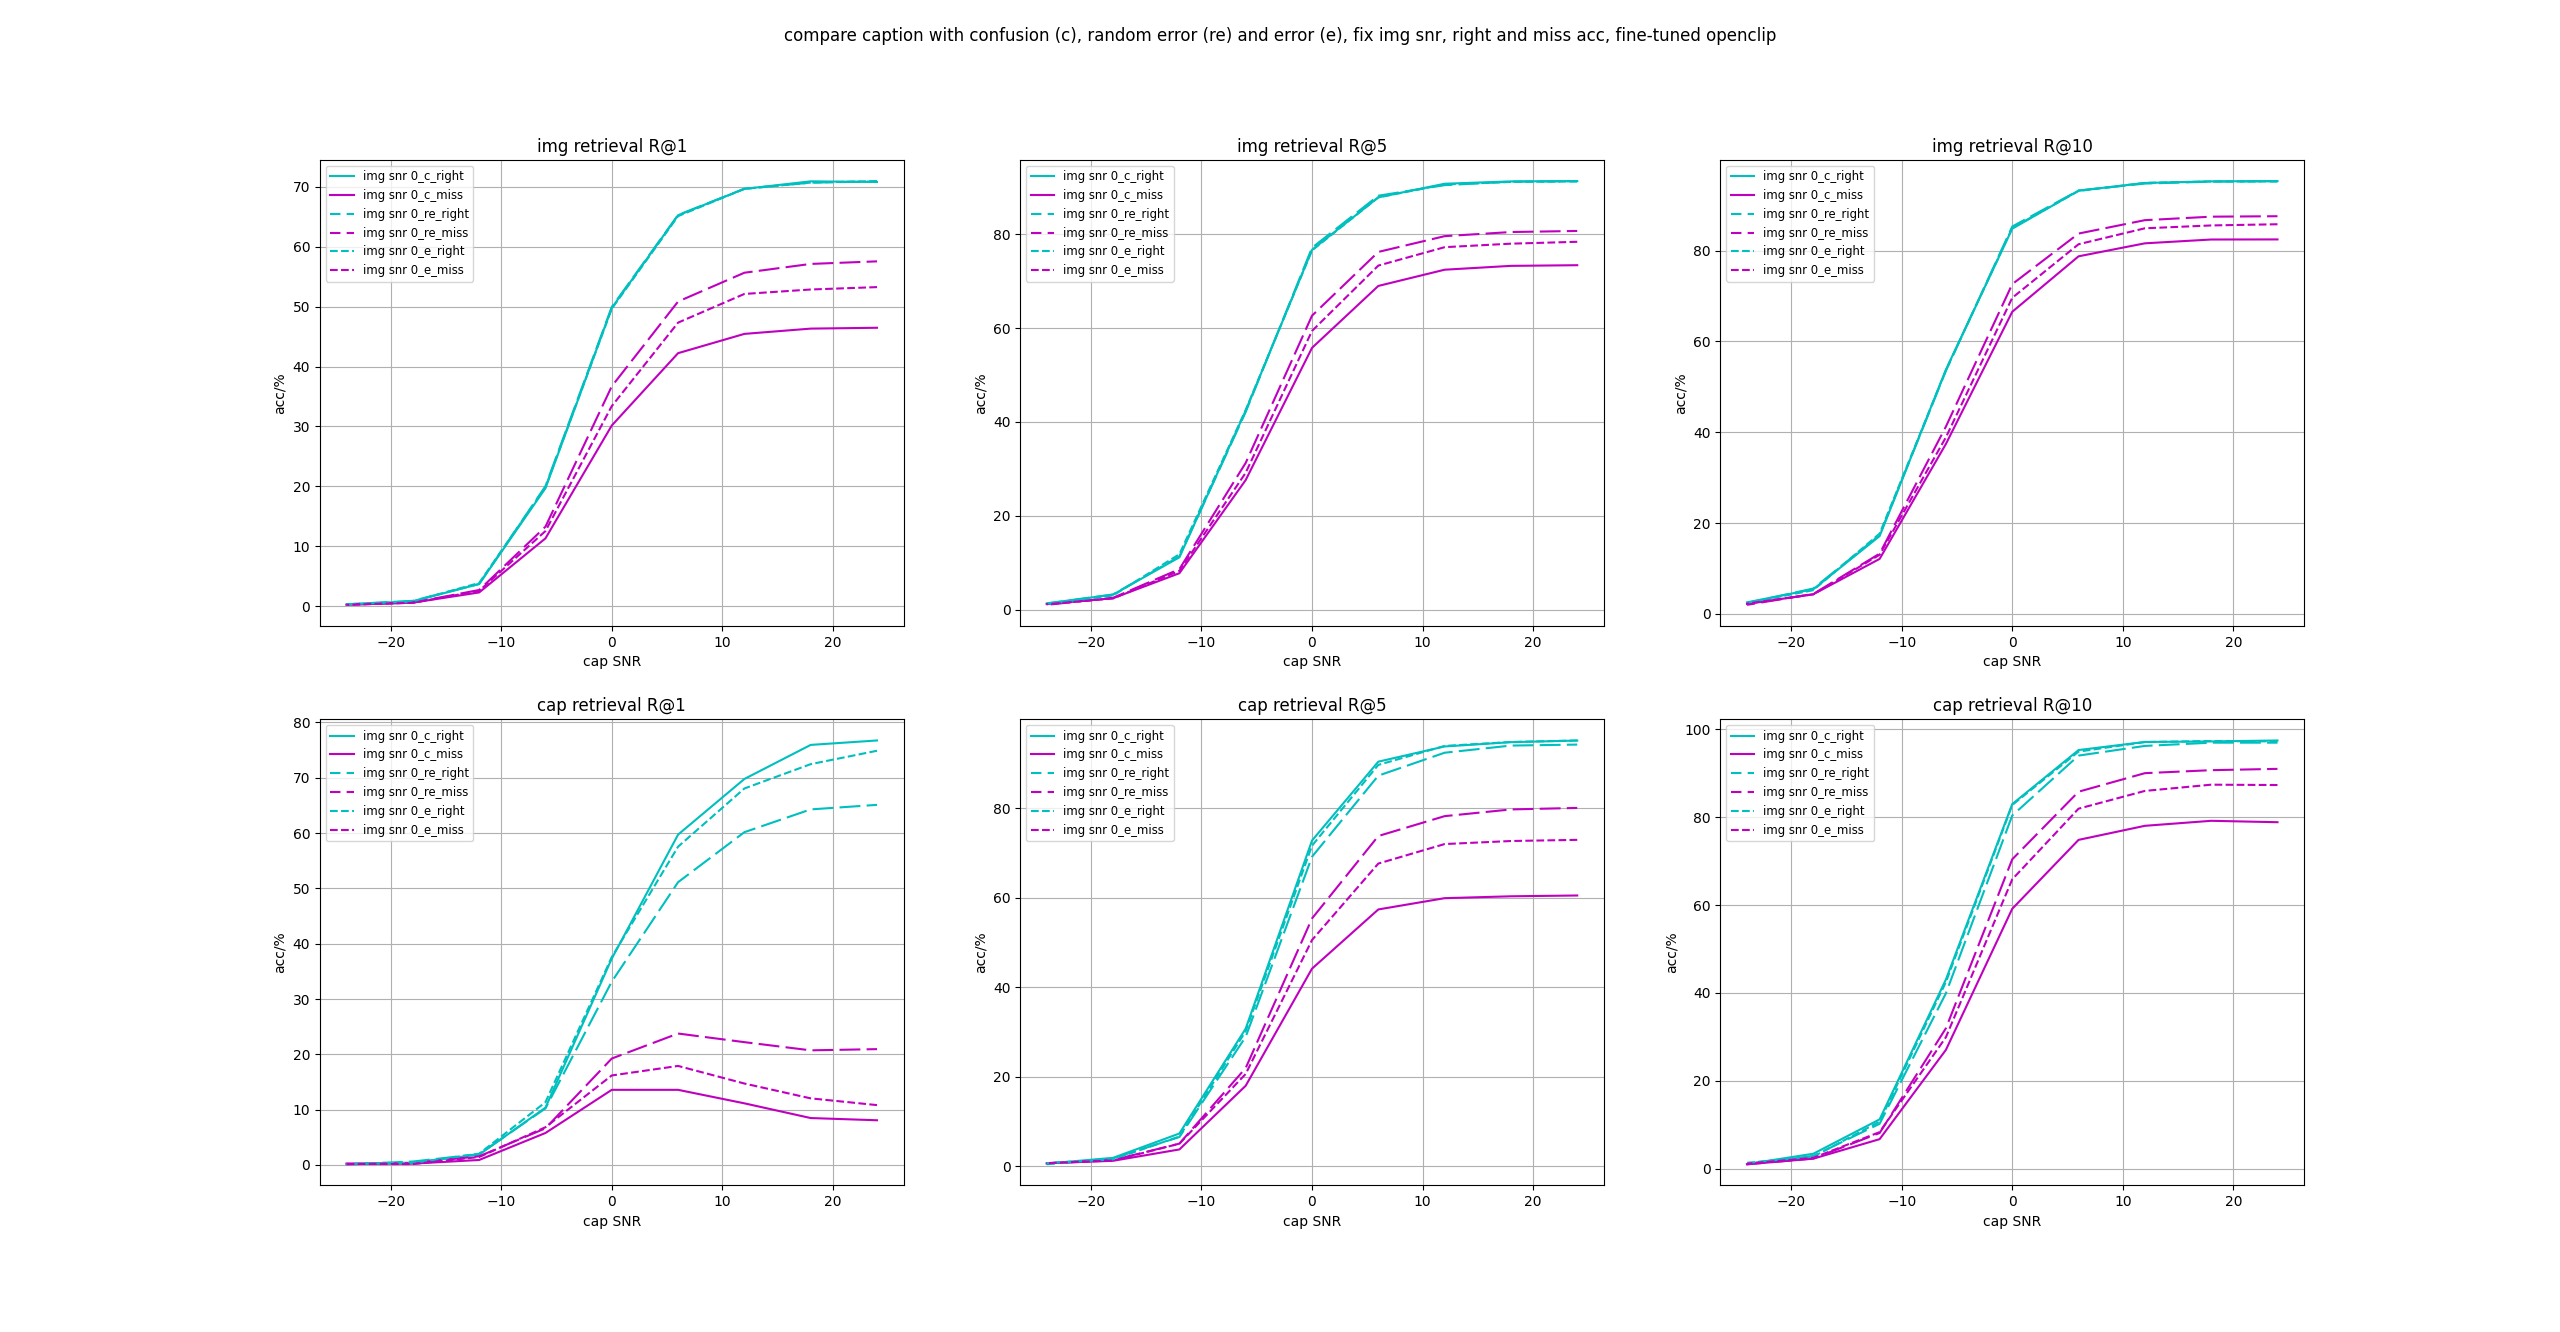 compare caption with confusion (c), random error (re) and error (e), fix img snr, right and miss acc, fine-tuned openclip
img retrieval R@1
img snr 0_c_right
img snr 0_c_miss
img snr 0_re_right
img snr 0_re_miss
img snr 0_e_right
img snr 0_e_miss
acc/%
70
60
50
40
30
20
10
0
−20
−10
0
10
20
cap SNR
img retrieval R@5
img snr 0_c_right
img snr 0_c_miss
img snr 0_re_right
img snr 0_re_miss
img snr 0_e_right
img snr 0_e_miss
acc/%
80
60
40
20
0
−20
−10
0
10
20
cap SNR
img retrieval R@10
img snr 0_c_right
img snr 0_c_miss
img snr 0_re_right
img snr 0_re_miss
img snr 0_e_right
img snr 0_e_miss
acc/%
80
60
40
20
0
−20
−10
0
10
20
cap SNR
cap retrieval R@1
img snr 0_c_right
img snr 0_c_miss
img snr 0_re_right
img snr 0_re_miss
img snr 0_e_right
img snr 0_e_miss
acc/%
80
70
60
50
40
30
20
10
0
−20
−10
0
10
20
cap SNR
cap retrieval R@5
img snr 0_c_right
img snr 0_c_miss
img snr 0_re_right
img snr 0_re_miss
img snr 0_e_right
img snr 0_e_miss
acc/%
80
60
40
20
0
−20
−10
0
10
20
cap SNR
cap retrieval R@10
img snr 0_c_right
img snr 0_c_miss
img snr 0_re_right
img snr 0_re_miss
img snr 0_e_right
img snr 0_e_miss
acc/%
100
80
60
40
20
0
−20
−10
0
10
20
cap SNR